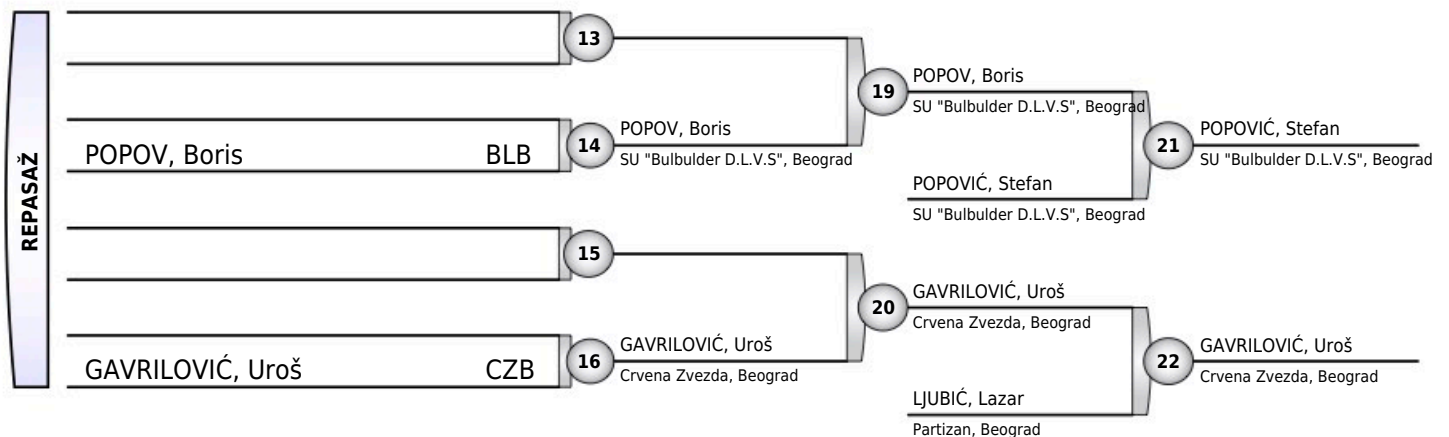 REPASAŽ
13
POPOV, Boris BLB
14
POPOV, Boris
SU "Bulbulder D.L.V.S", Beograd
15
GAVRILOVIĆ, Uroš CZB
16
GAVRILOVIĆ, Uroš
Crvena Zvezda, Beograd
19
POPOV, Boris
SU "Bulbulder D.L.V.S", Beograd
POPOVIĆ, Stefan
SU "Bulbulder D.L.V.S", Beograd
20
GAVRILOVIĆ, Uroš
Crvena Zvezda, Beograd
LJUBIĆ, Lazar
Partizan, Beograd
21
POPOVIĆ, Stefan
SU "Bulbulder D.L.V.S", Beograd
22
GAVRILOVIĆ, Uroš
Crvena Zvezda, Beograd